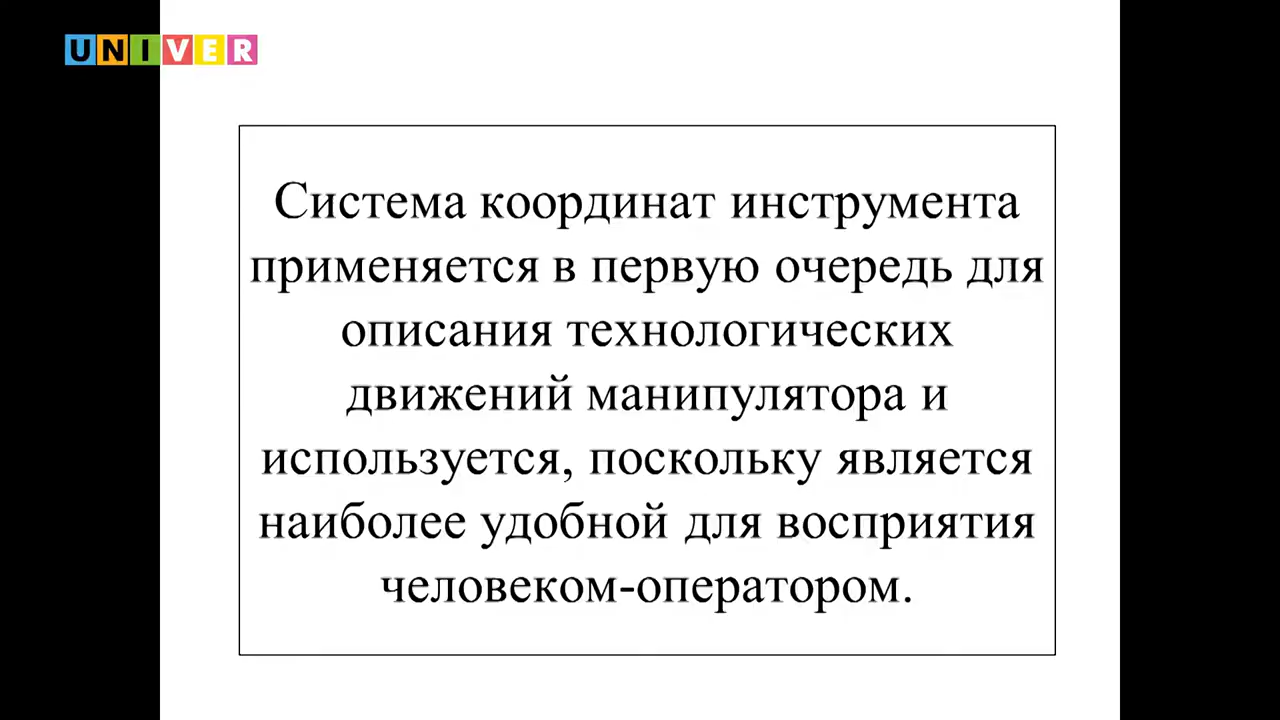 UNIVER
Система координат инструмента
применяется в первую очередь для
описания технологических
движений манипулятора и
используется, поскольку является
наиболее удобной для восприятия
человеком-оператором.